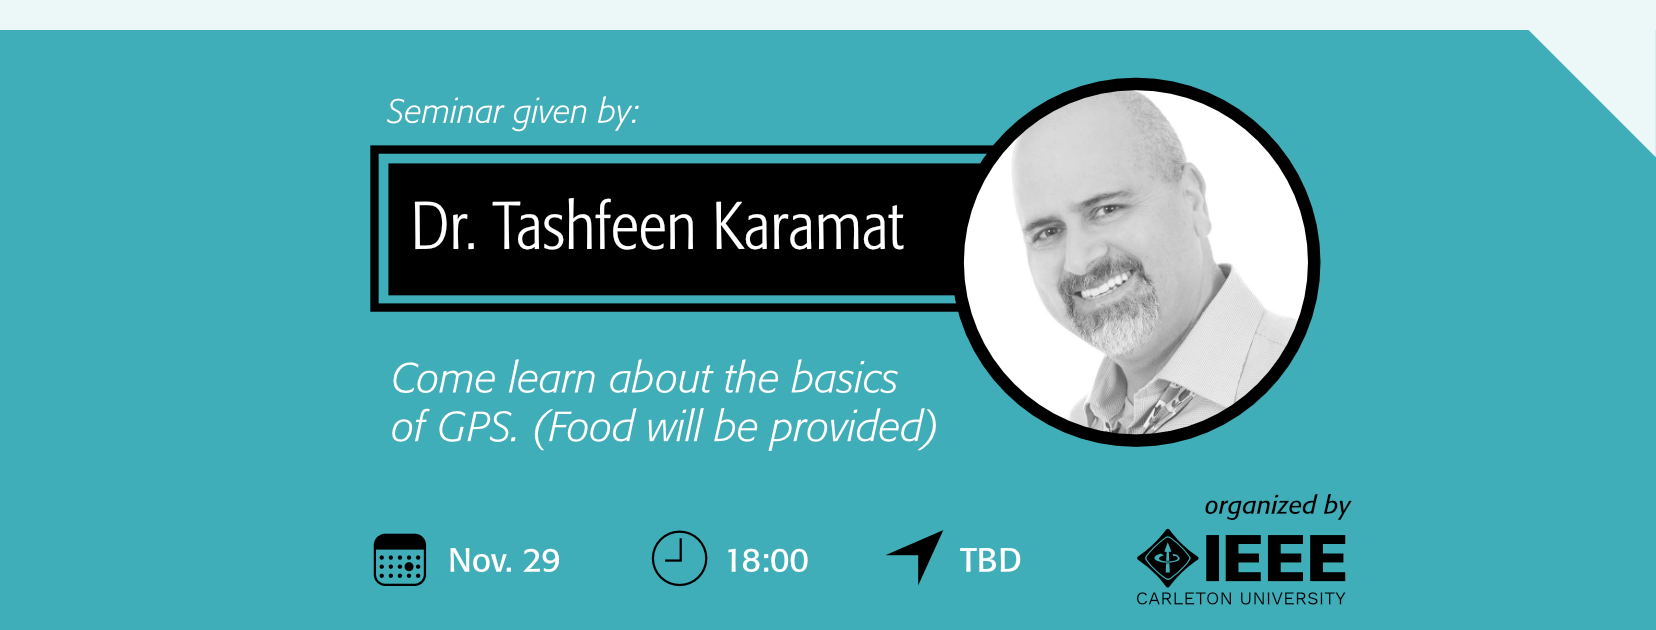 Seminar given by:
Dr. Tashfeen Karamat
Come learn about the basics
of GPS. (Food will be provided)
Nov. 29
18:00
TBD
organized by
IEEE
CARLETON UNIVERSITY